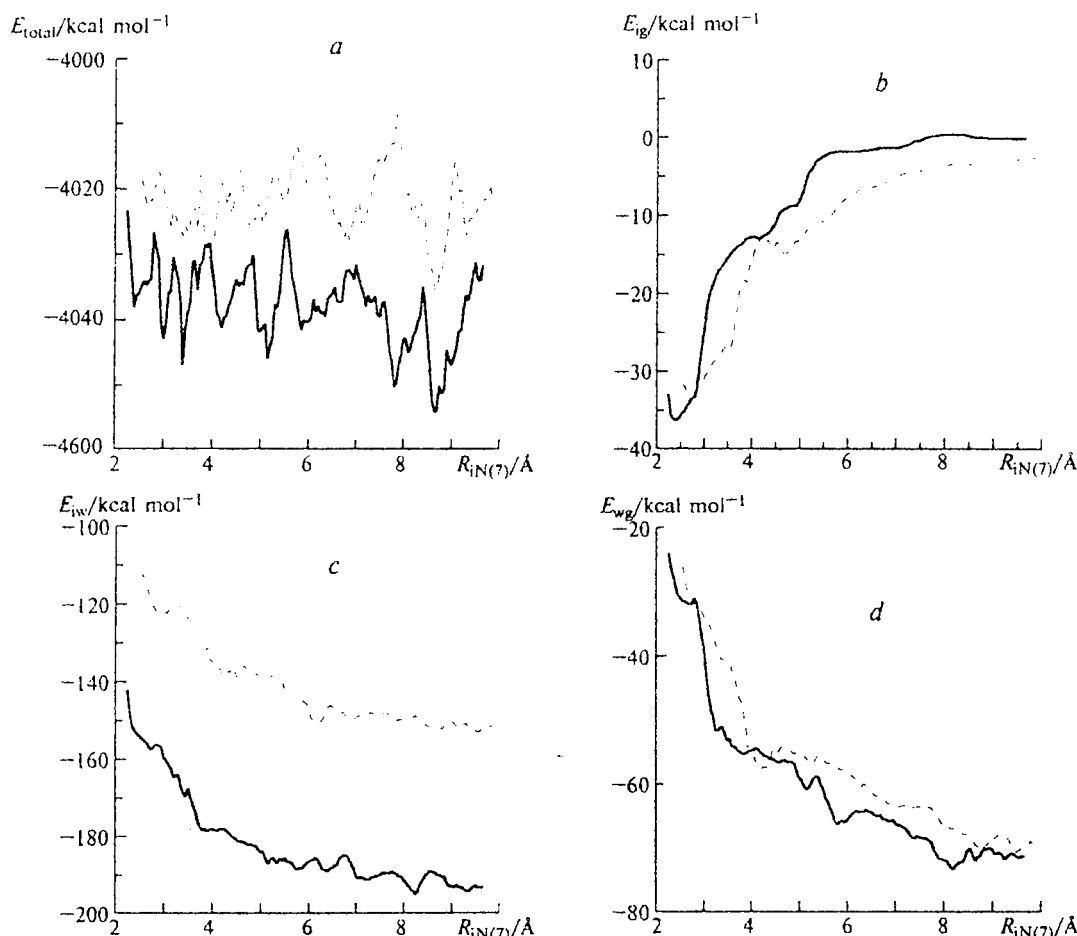 E_total/kcal mol⁻¹
a
−4000
−4020
−4040
−4600
2 4 6 8 R_iN(7)/Å
E_ig/kcal mol⁻¹
b
10
0
−10
−20
−30
−40
2 4 6 8 R_iN(7)/Å
E_iw/kcal mol⁻¹
c
−100
−120
−140
−160
−180
−200
2 4 6 8 R_iN(7)/Å
E_wg/kcal mol⁻¹
d
−20
−40
−60
−80
2 4 6 8 R_iN(7)/Å